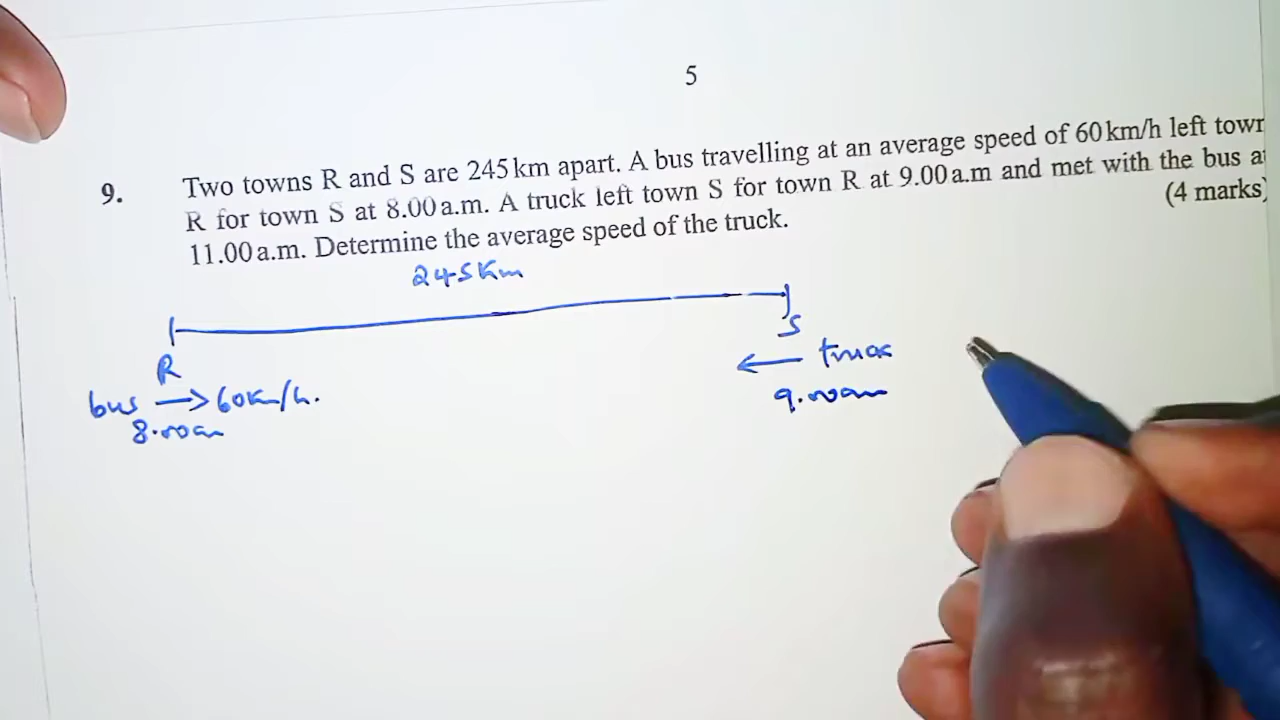 5
9. Two towns R and S are 245 km apart. A bus travelling at an average speed of 60 km/h left town
R for town S at 8.00 a.m. A truck left town S for town R at 9.00 a.m and met with the bus at
11.00 a.m. Determine the average speed of the truck. (4 marks)
245 Km
R S
bus → 60Km/h. ← truck
8.00am 9.00am